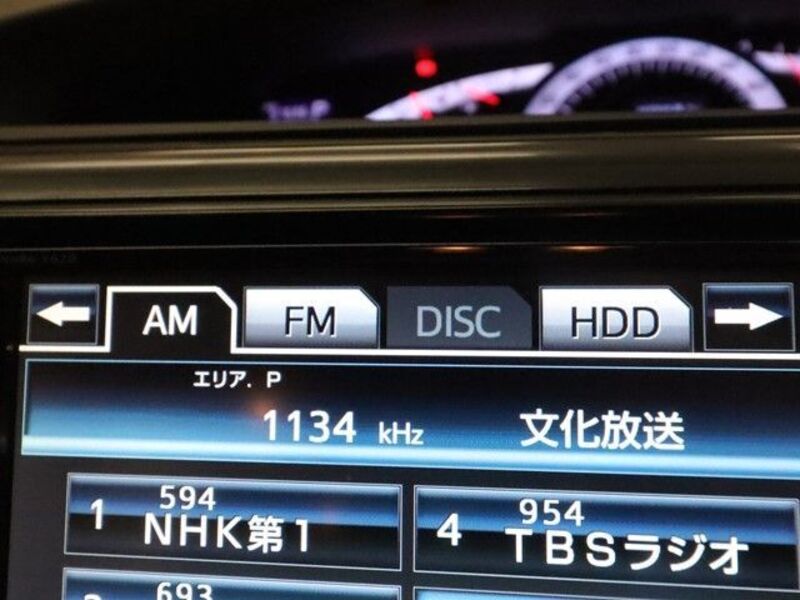 AM FM DISC HDD
エリア. P
1134 kHz 文化放送
1 594 NHK第1
4 954 TBSラジオ
693